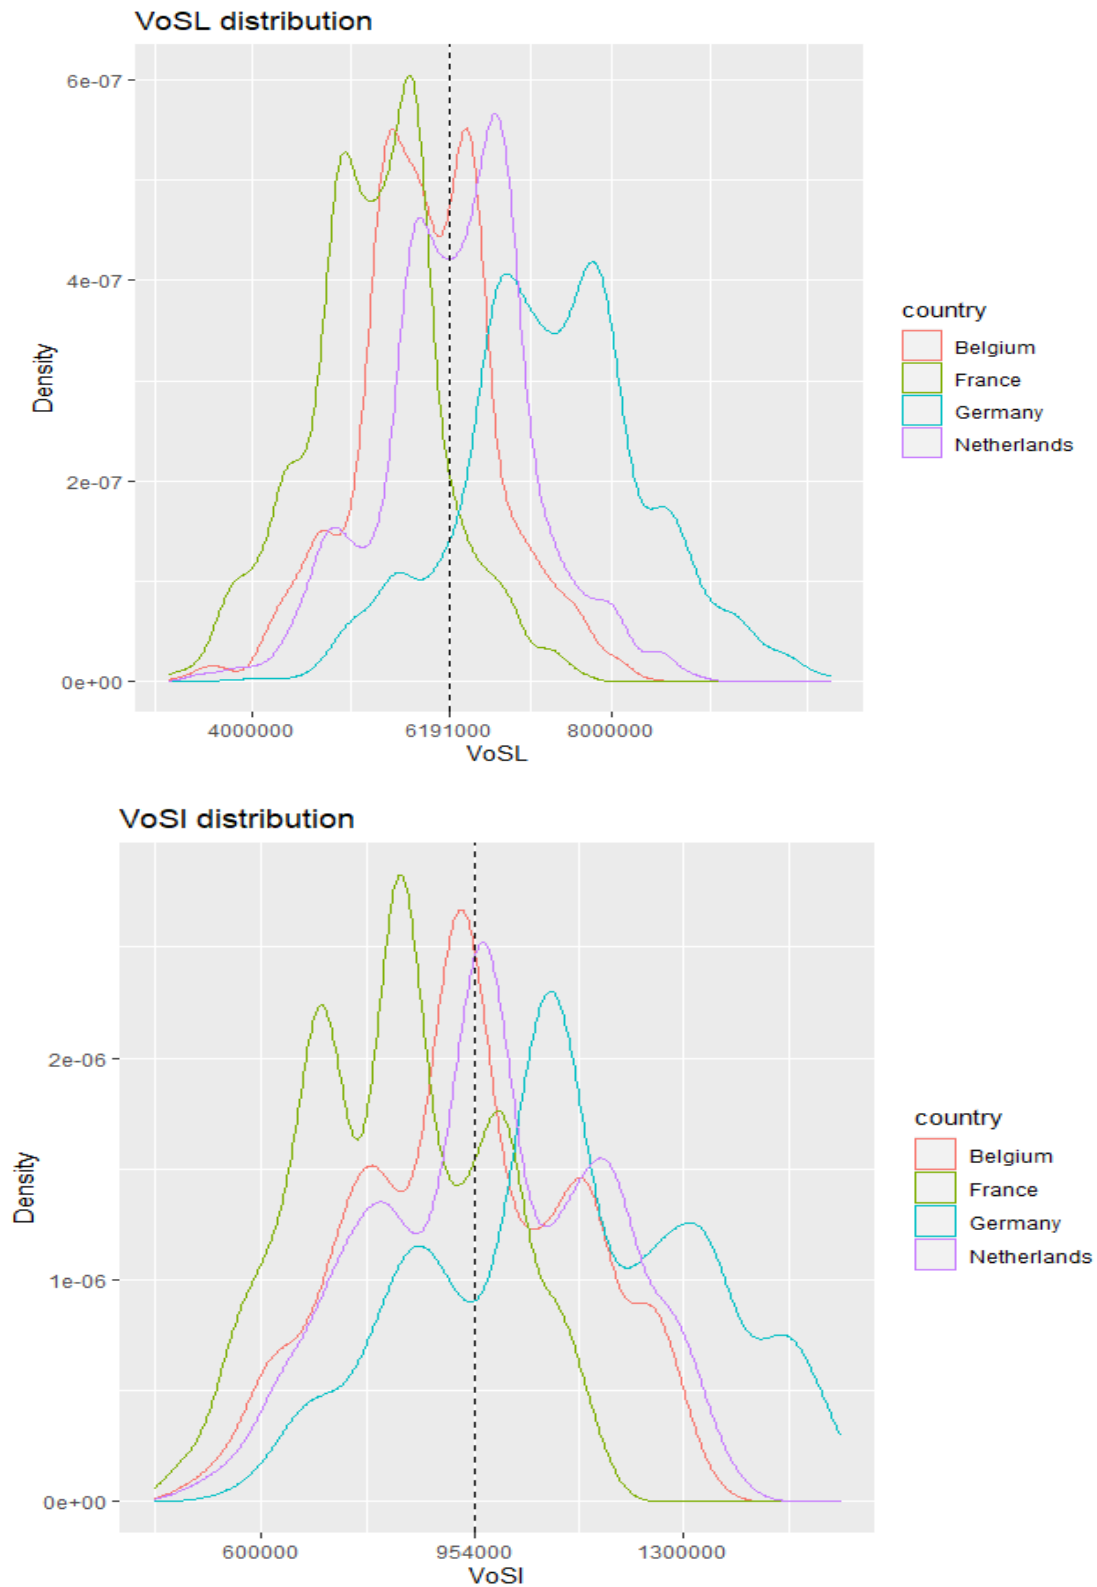 VoSL distribution
6e-07
4e-07
2e-07
0e+00
Density
4000000 6191000 8000000
VoSL
country
Belgium
France
Germany
Netherlands
VoSI distribution
2e-06
1e-06
0e+00
Density
600000 954000 1300000
VoSI
country
Belgium
France
Germany
Netherlands